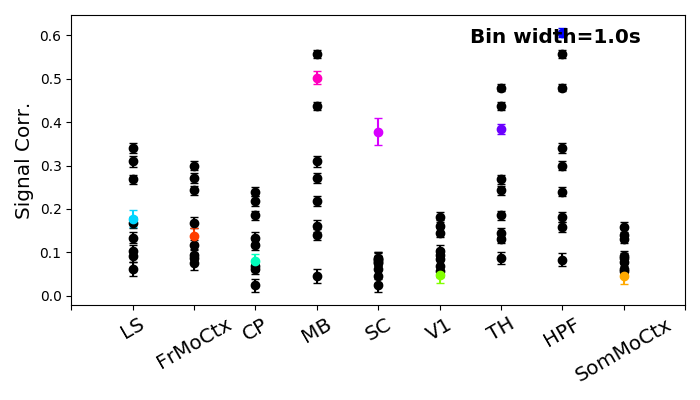 Bin width=1.0s
Signal Corr.
0.6
0.5
0.4
0.3
0.2
0.1
0.0
LS
FrMoCtx
CP
MB
SC
V1
TH
HPF
SomMoCtx